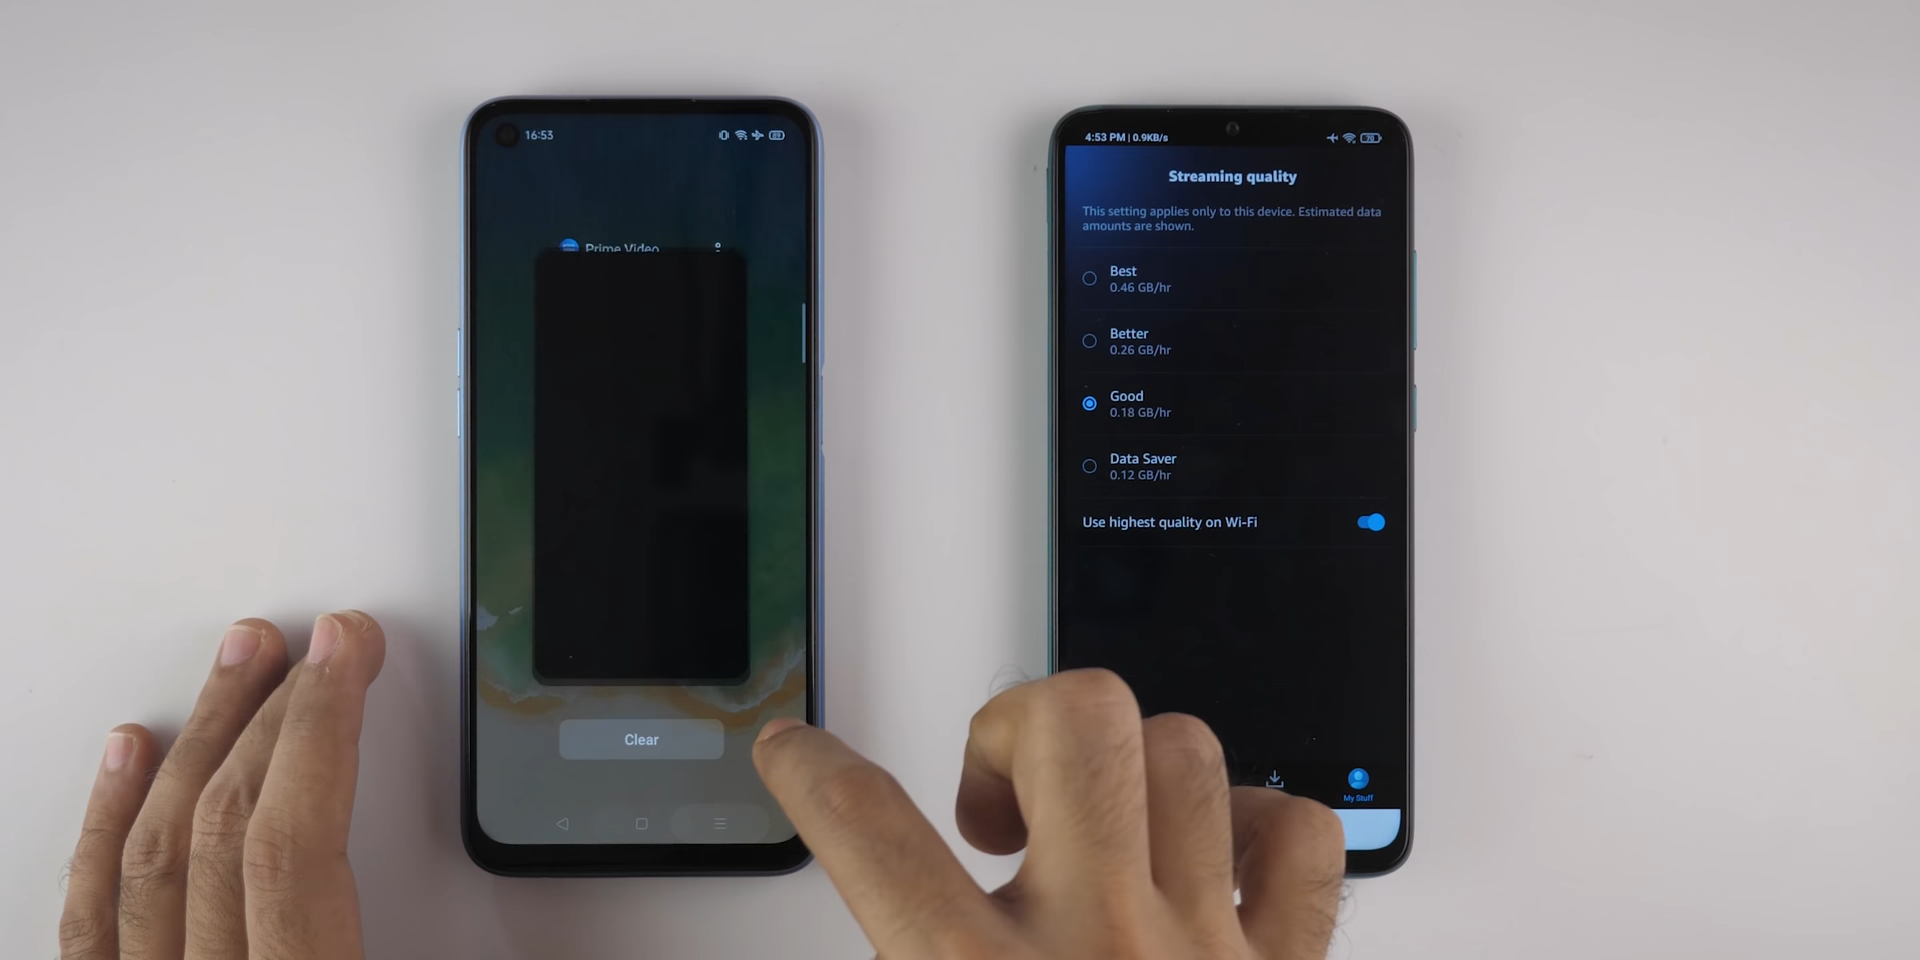 16:53
89
Prime Video
Clear
4:53 PM | 0.9KB/s
70
Streaming quality
This setting applies only to this device. Estimated data
amounts are shown.
Best
0.46 GB/hr
Better
0.26 GB/hr
Good
0.18 GB/hr
Data Saver
0.12 GB/hr
Use highest quality on Wi-Fi
My Stuff